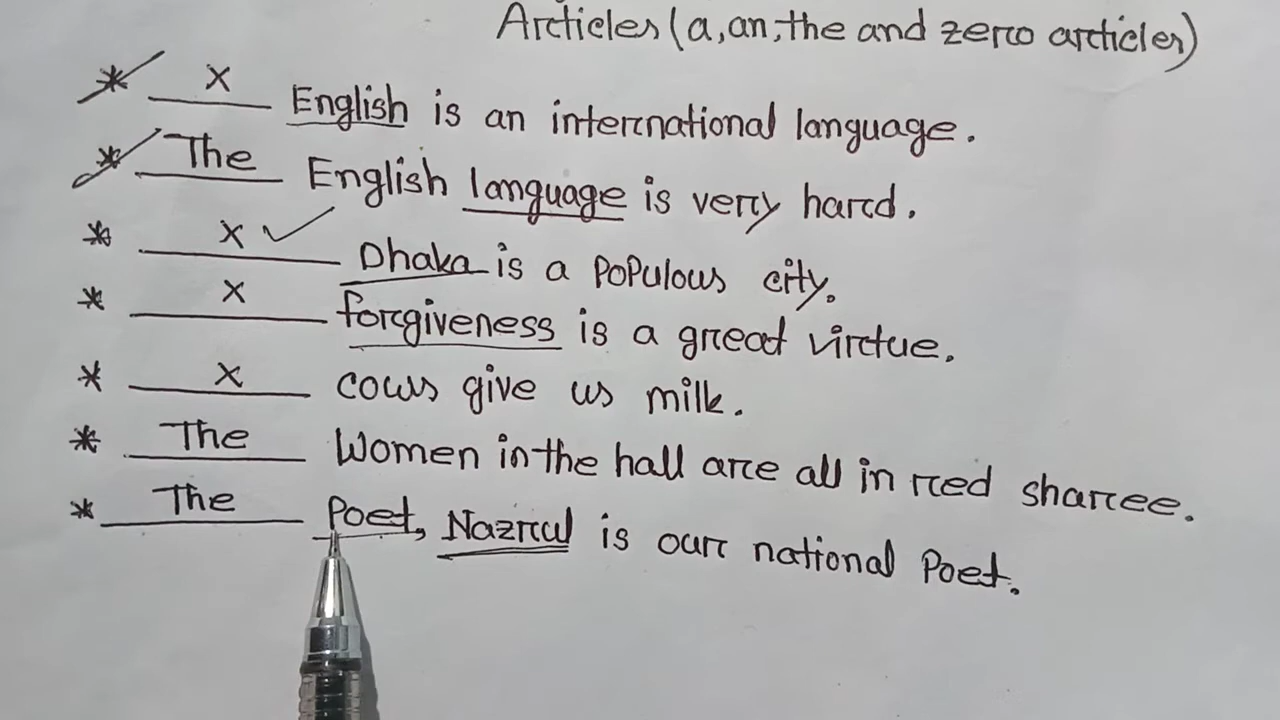 Articles (a, an, the and zero articles)
* x English is an international language.
* The English language is very hard.
* x ✓ Dhaka is a populous city.
* x forgiveness is a great virtue.
* x cows give us milk.
* The Women in the hall are all in red sharee.
* The Poet, Nazrul is our national Poet.